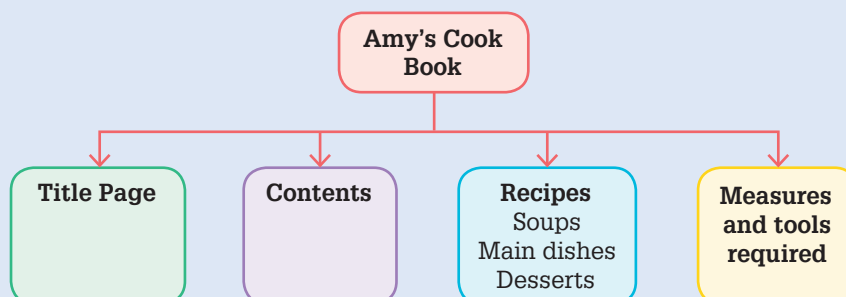 Amy’s Cook
Book
Title Page
Contents
Recipes
Soups
Main dishes
Desserts
Measures
and tools
required